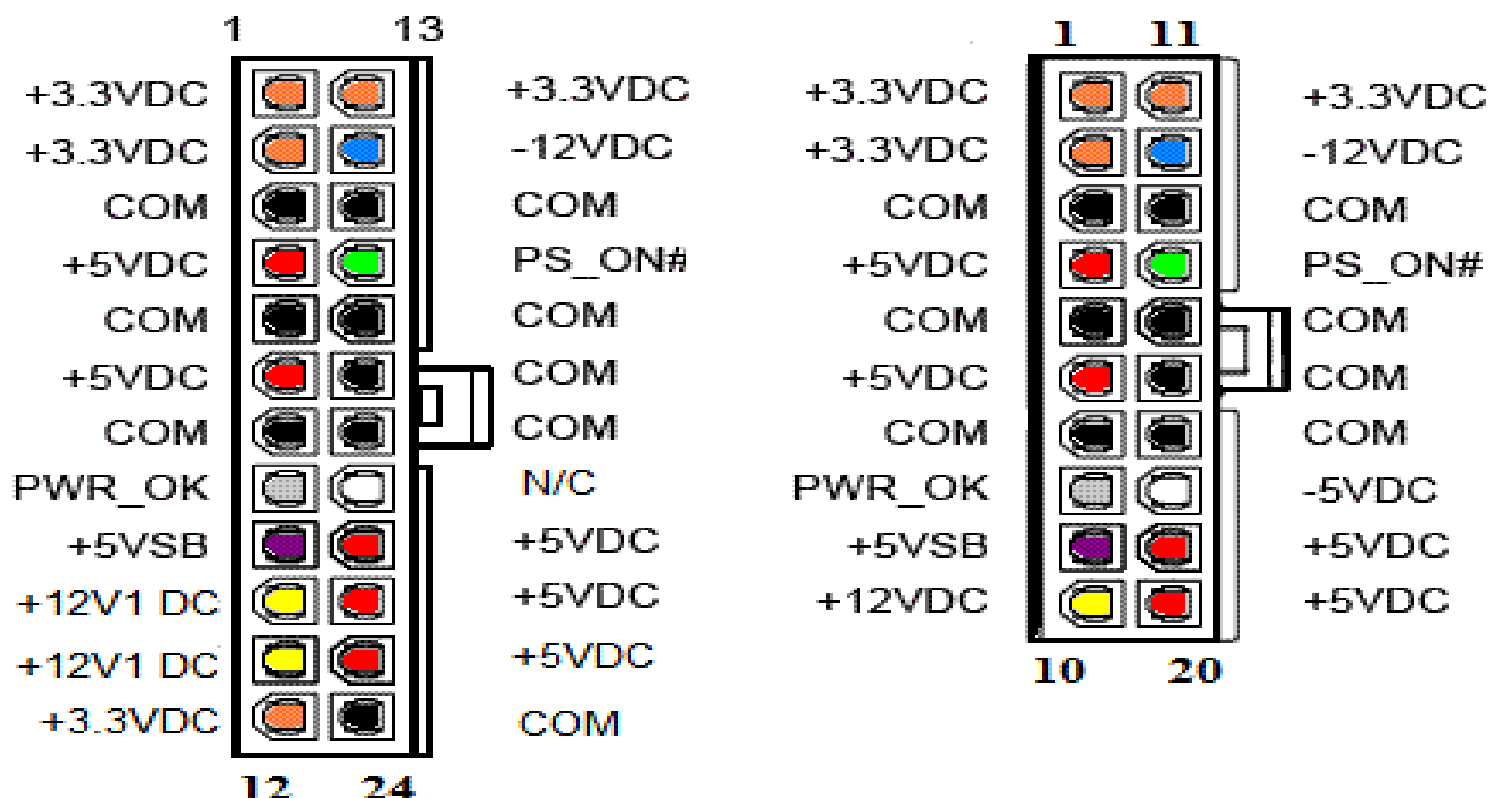 1 13
+3.3VDC +3.3VDC
+3.3VDC -12VDC
COM COM
+5VDC PS_ON#
COM COM
+5VDC COM
COM COM
PWR_OK N/C
+5VSB +5VDC
+12V1 DC +5VDC
+12V1 DC +5VDC
+3.3VDC COM
12 24
1 11
+3.3VDC +3.3VDC
+3.3VDC -12VDC
COM COM
+5VDC PS_ON#
COM COM
+5VDC COM
COM COM
PWR_OK -5VDC
+5VSB +5VDC
+12VDC +5VDC
10 20